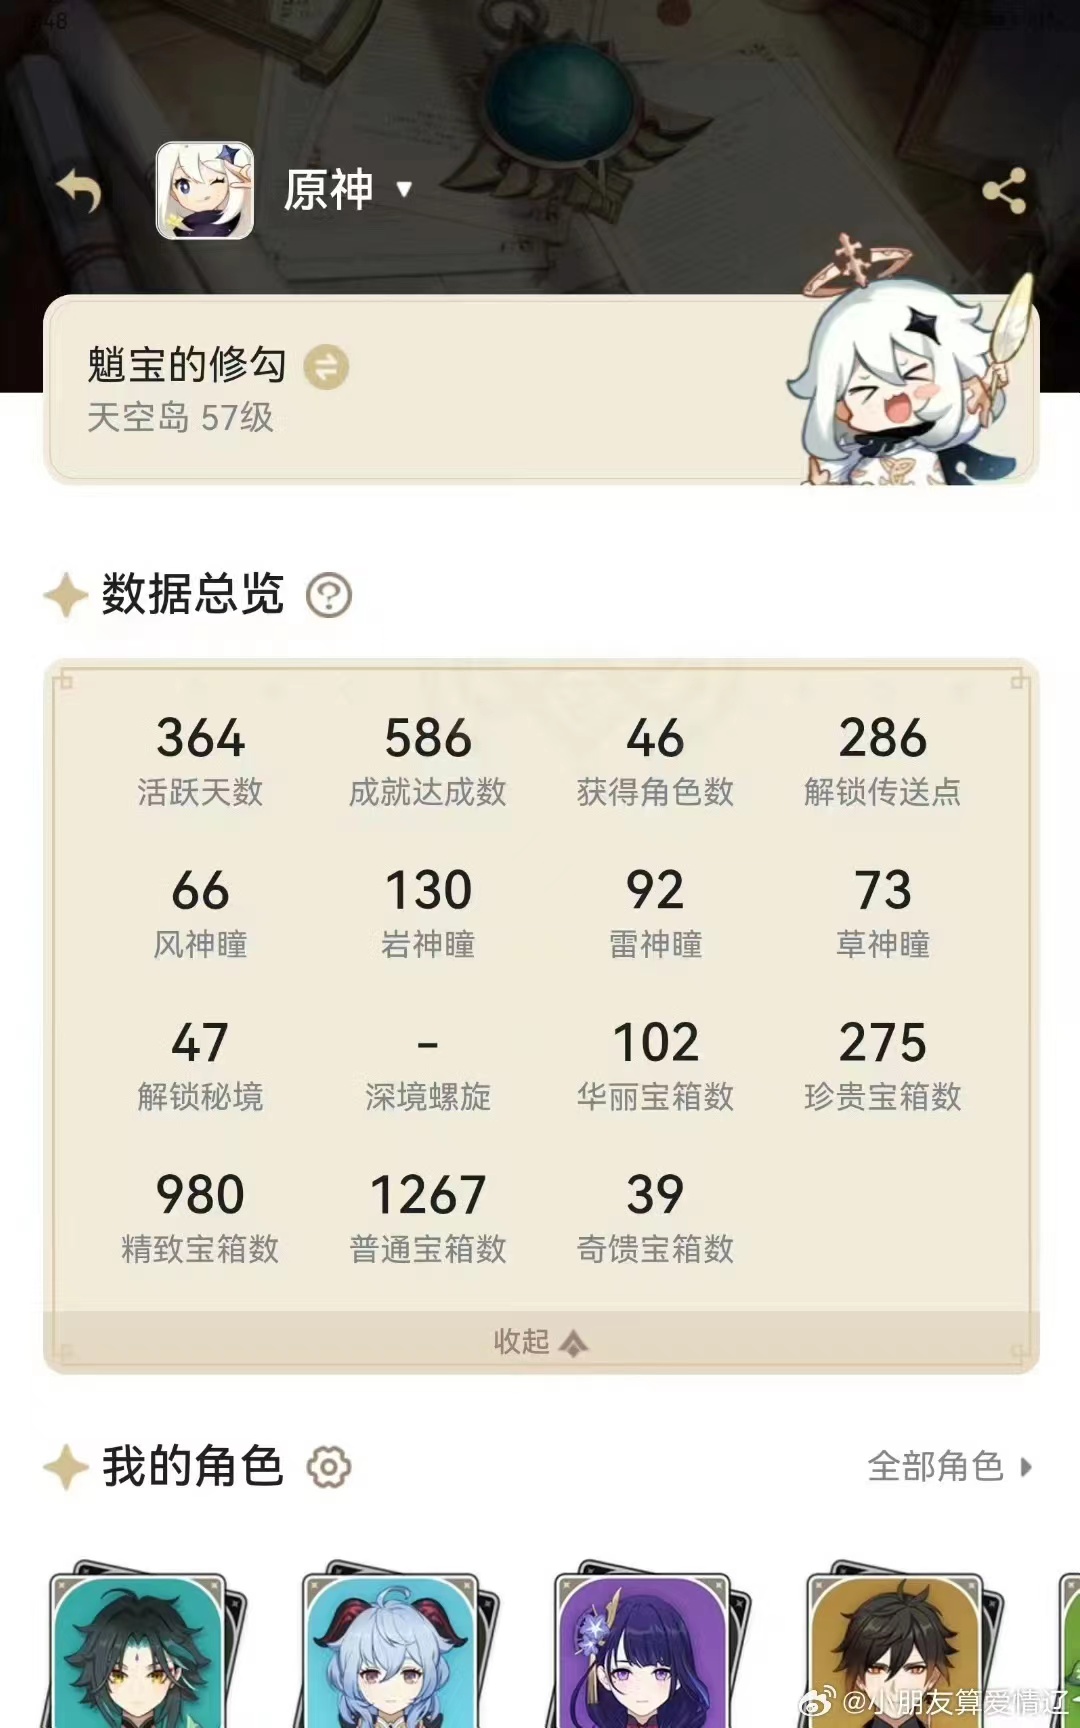 原神
魈宝的修勾
天空岛 57级
数据总览
364 586 46 286
活跃天数 成就达成数 获得角色数 解锁传送点
66 130 92 73
风神瞳 岩神瞳 雷神瞳 草神瞳
47 - 102 275
解锁秘境 深境螺旋 华丽宝箱数 珍贵宝箱数
980 1267 39
精致宝箱数 普通宝箱数 奇馈宝箱数
收起
我的角色 全部角色
@小朋友算爱情辽